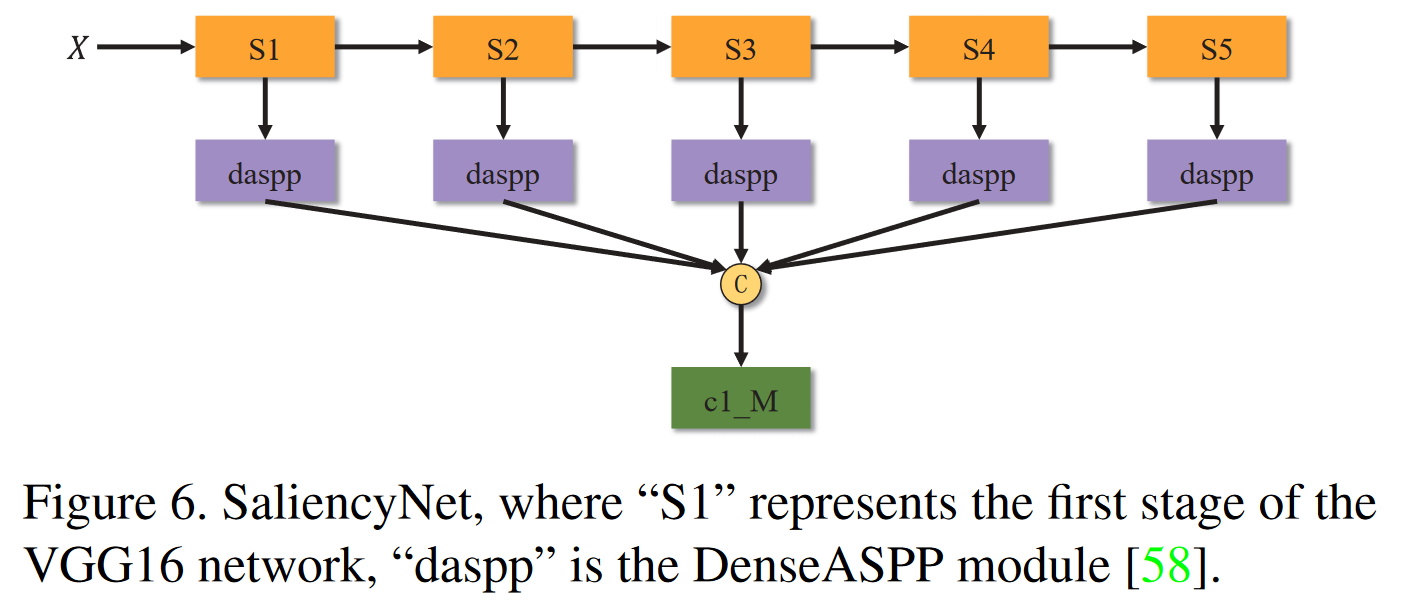 X S1 S2 S3 S4 S5
daspp daspp daspp daspp daspp
C
c1_M
Figure 6. SaliencyNet, where “S1” represents the first stage of the
VGG16 network, “daspp” is the DenseASPP module [58].